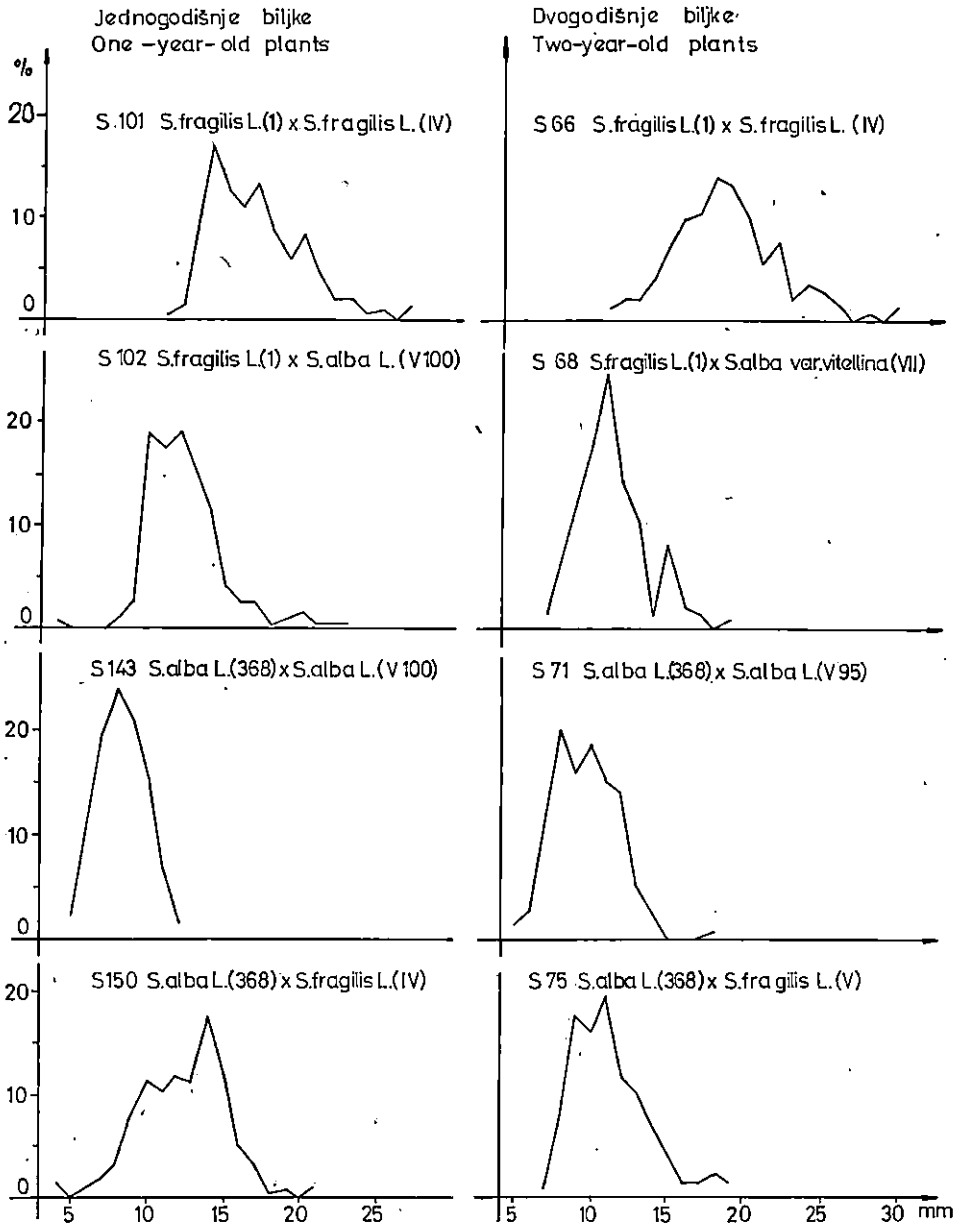 Jednogodišnje biljke
One-year-old plants
Dvogodišnje biljke
Two-year-old plants
%
20
10
0
S 101 S.fragilis L.(1) x S.fragilis L.(IV)
S 66 S.fragilis L.(1) x S.fragilis L. (IV)
20
10
0
S 102 S.fragilis L.(1) x S.alba L. (V100)
S 68 S.fragilis L.(1) x S.alba var.vitellina (VII)
20
10
0
S 143 S.alba L.(368) x S.alba L.(V 100)
S 71 S.alba L.(368) x S.alba L.(V 95)
20
10
0
S150 S.alba L.(368) x S.fragilis L.(IV)
S 75 S.alba L.(368) x S.fragilis L.(V)
5 10 15 20 25
5 10 15 20 25 30 mm